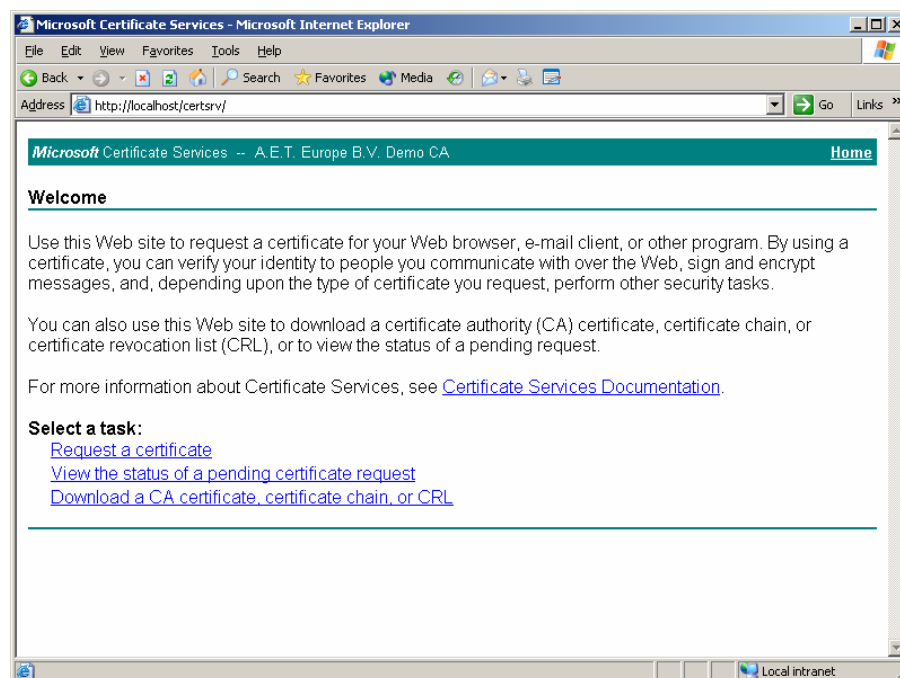 Microsoft Certificate Services - Microsoft Internet Explorer
File Edit View Favorites Tools Help
Back Search Favorites Media
Address http://localhost/certsrv/ Go Links »
Microsoft Certificate Services -- A.E.T. Europe B.V. Demo CA Home
Welcome
Use this Web site to request a certificate for your Web browser, e-mail client, or other program. By using a
certificate, you can verify your identity to people you communicate with over the Web, sign and encrypt
messages, and, depending upon the type of certificate you request, perform other security tasks.
You can also use this Web site to download a certificate authority (CA) certificate, certificate chain, or
certificate revocation list (CRL), or to view the status of a pending request.
For more information about Certificate Services, see Certificate Services Documentation.
Select a task:
Request a certificate
View the status of a pending certificate request
Download a CA certificate, certificate chain, or CRL
Local intranet